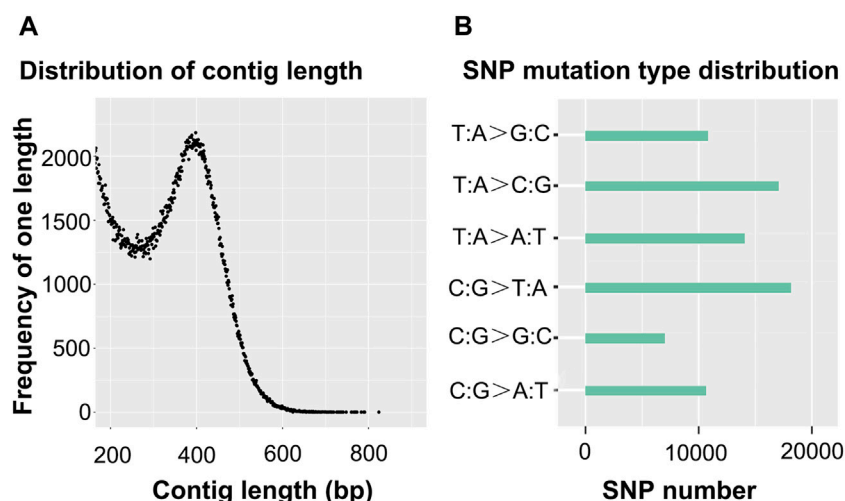 A
Distribution of contig length
Frequency of one length
2000
1500
1000
500
0
200 400 600 800
Contig length (bp)
B
SNP mutation type distribution
T:A>G:C
T:A>C:G
T:A>A:T
C:G>T:A
C:G>G:C
C:G>A:T
0 10000 20000
SNP number